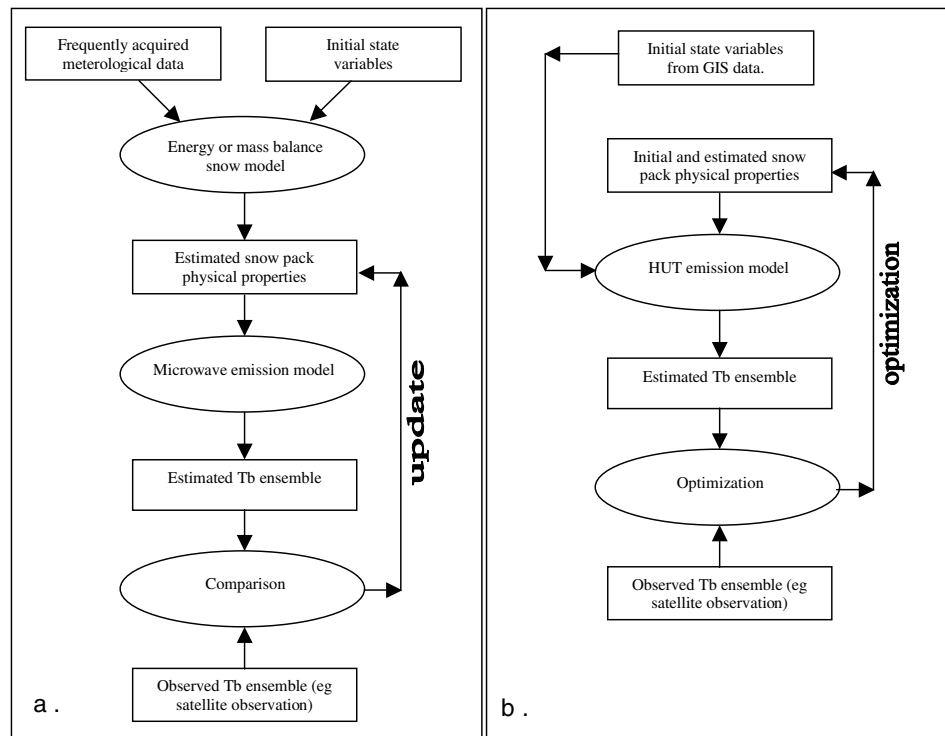 Frequently acquired
meterological data
Initial state
variables
Energy or mass balance
snow model
Estimated snow pack
physical properties
Microwave emission model
update
Estimated Tb ensemble
Comparison
Observed Tb ensemble (eg
satellite observation)
a .
Initial state variables
from GIS data.
Initial and estimated snow
pack physical properties
HUT emission model
optimization
Estimated Tb ensemble
Optimization
Observed Tb ensemble (eg
satellite observation)
b .